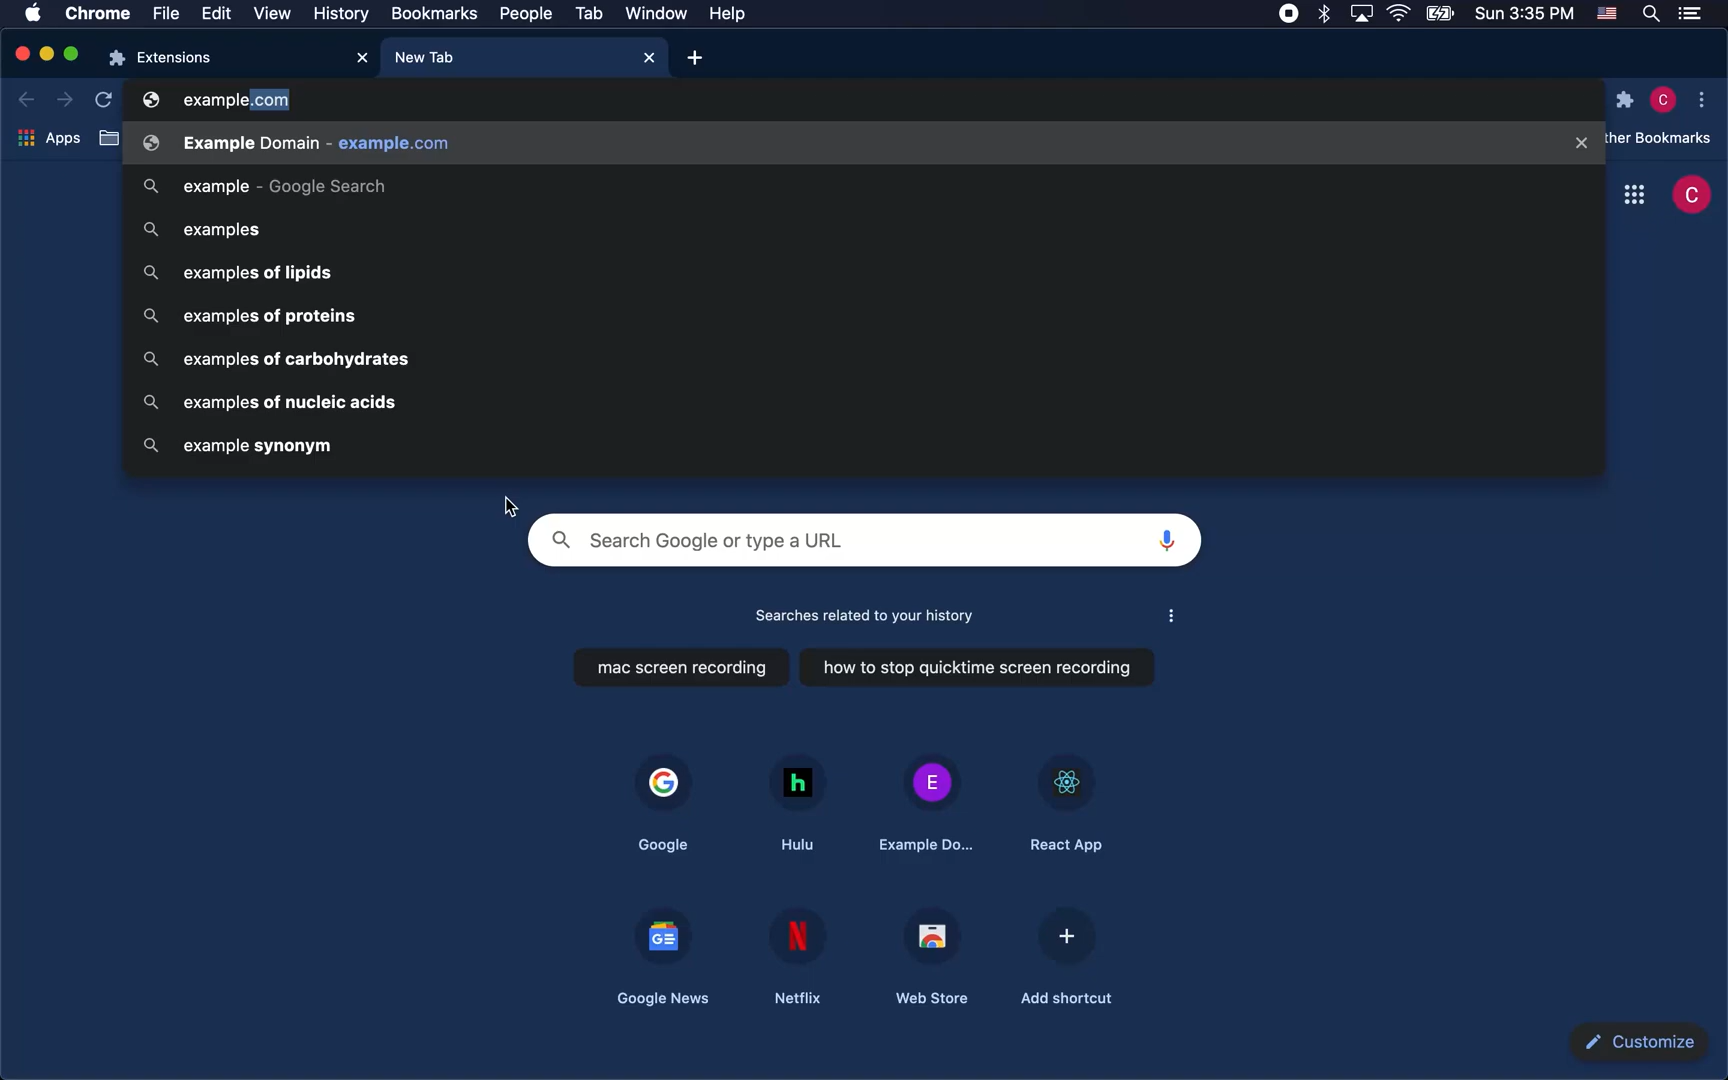 Chrome File Edit View History Bookmarks People Tab Window Help Sun 3:35 PM
Extensions New Tab
example.com
C
Apps
ther Bookmarks
Example Domain - example.com
example - Google Search
C
examples
examples of lipids
examples of proteins
examples of carbohydrates
examples of nucleic acids
example synonym
Search Google or type a URL
Searches related to your history
mac screen recording how to stop quicktime screen recording
G h E
Google Hulu Example Do... React App
GE N
Google News Netflix Web Store Add shortcut
Customize